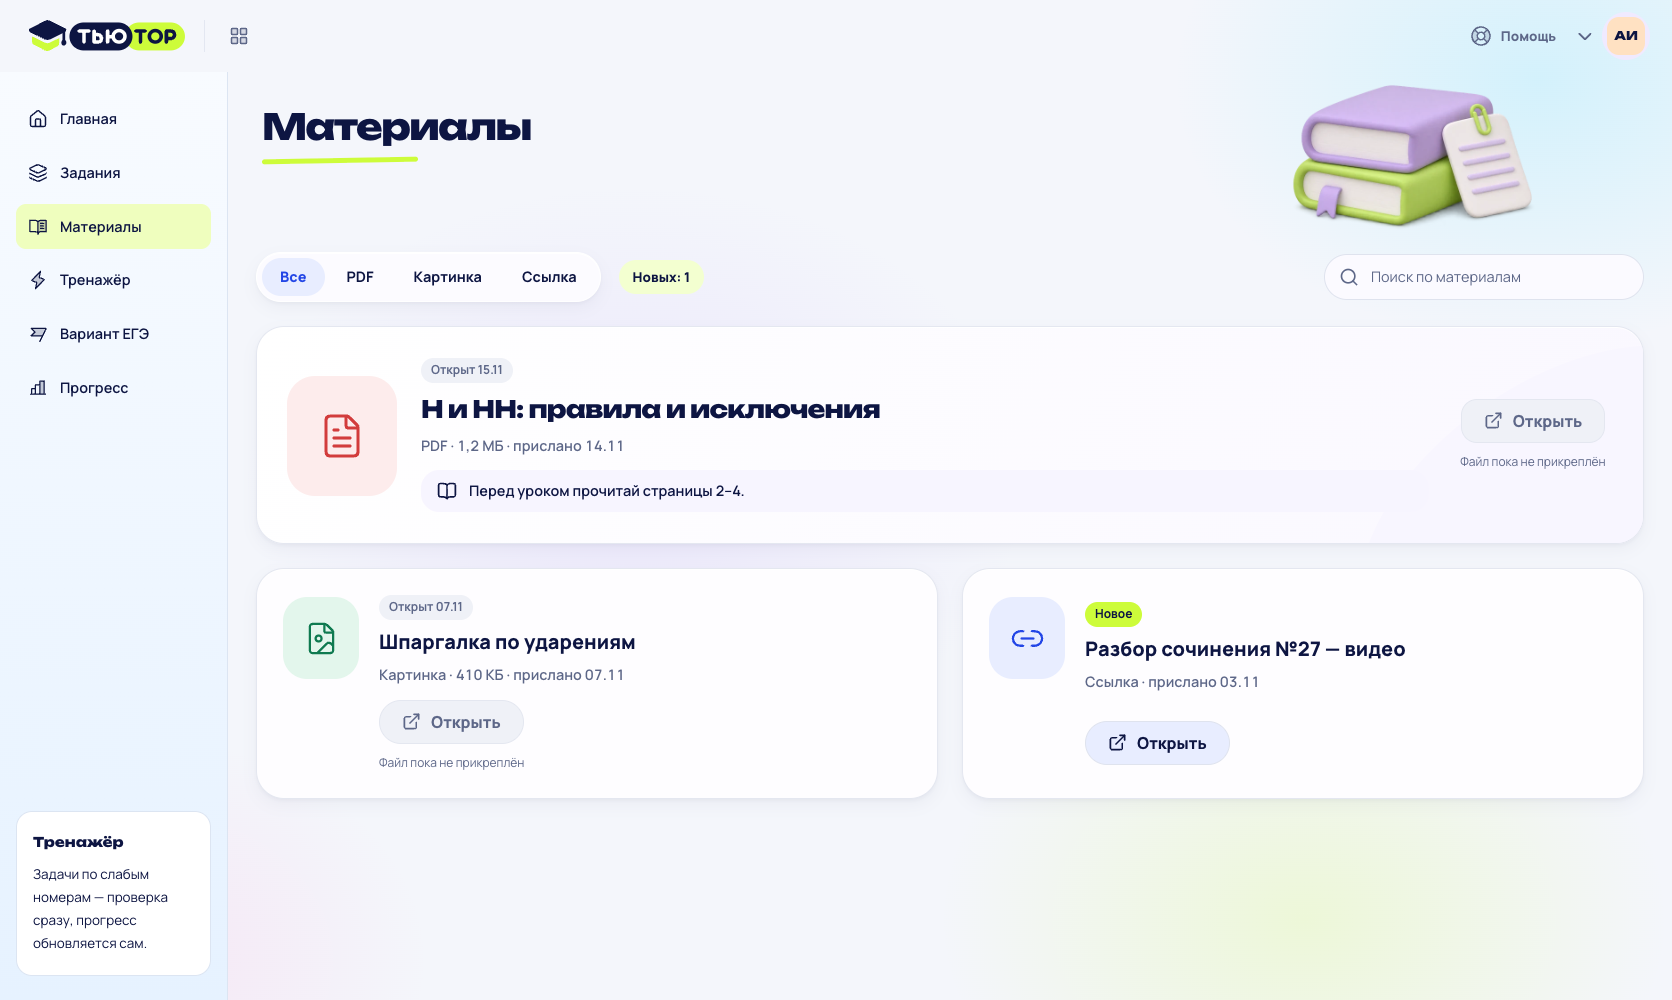 ТЬЮТОР
Помощь
АИ
Главная
Задания
Материалы
Тренажёр
Вариант ЕГЭ
Прогресс
Тренажёр
Задачи по слабым
номерам — проверка
сразу, прогресс
обновляется сам.
Материалы
Все
PDF
Картинка
Ссылка
Новых: 1
Поиск по материалам
Открыт 15.11
Н и НН: правила и исключения
PDF · 1,2 МБ · прислано 14.11
Перед уроком прочитай страницы 2–4.
Открыть
Файл пока не прикреплён
Открыт 07.11
Шпаргалка по ударениям
Картинка · 410 КБ · прислано 07.11
Открыть
Файл пока не прикреплён
Новое
Разбор сочинения №27 — видео
Ссылка · прислано 03.11
Открыть